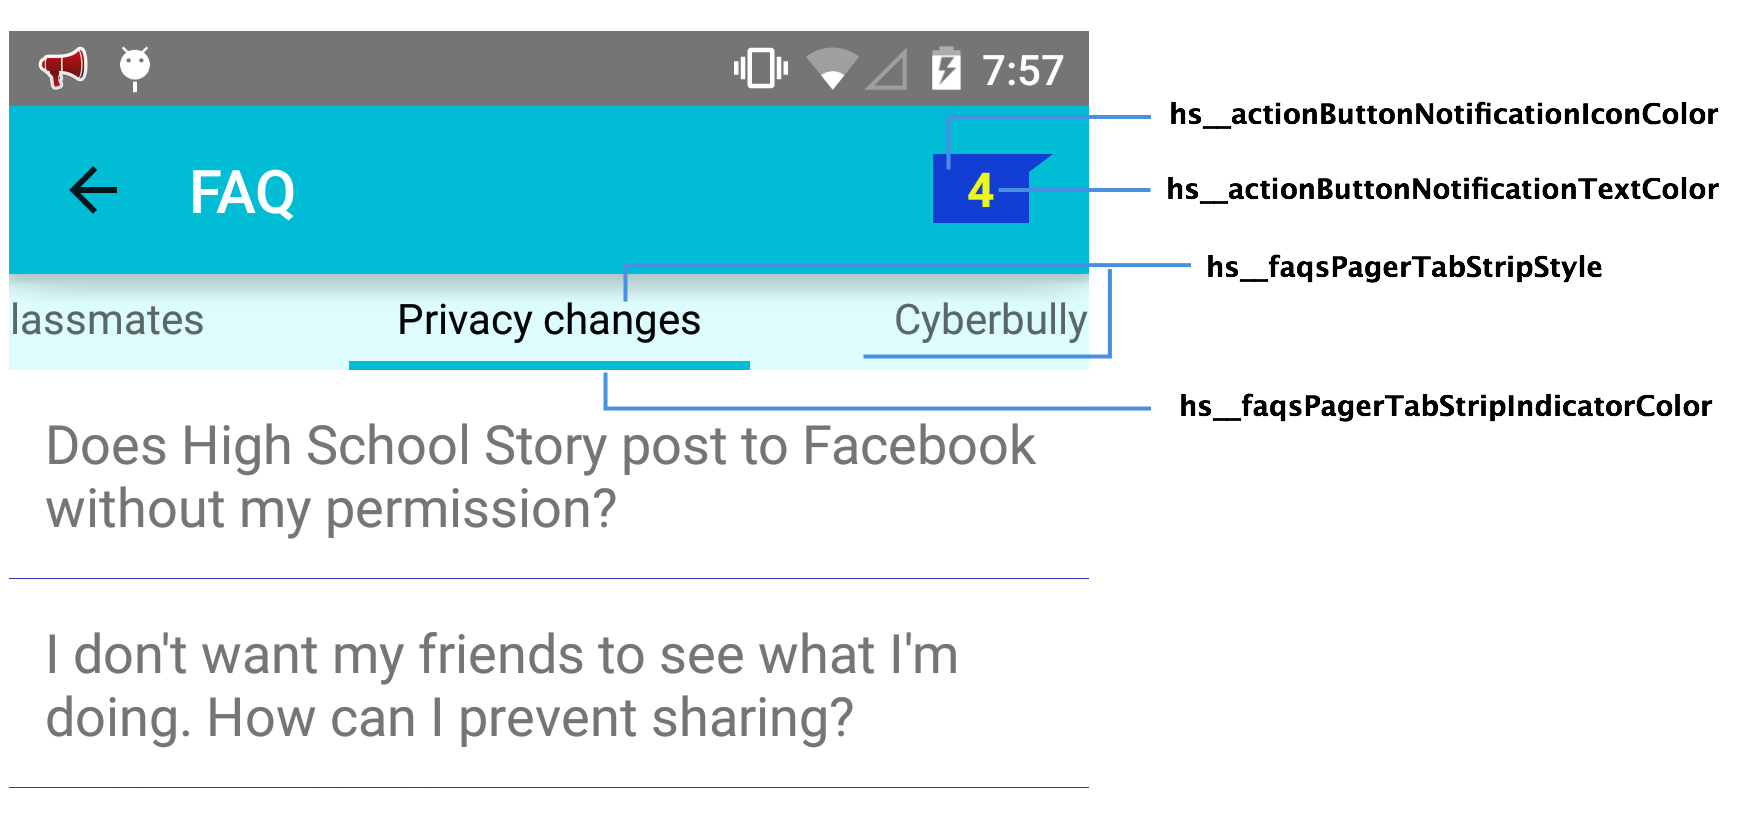 7:57
FAQ
4
hs__actionButtonNotificationIconColor
hs__actionButtonNotificationTextColor
hs__faqsPagerTabStripStyle
lassmates
Privacy changes
Cyberbully
hs__faqsPagerTabStripIndicatorColor
Does High School Story post to Facebook
without my permission?
I don't want my friends to see what I'm
doing. How can I prevent sharing?